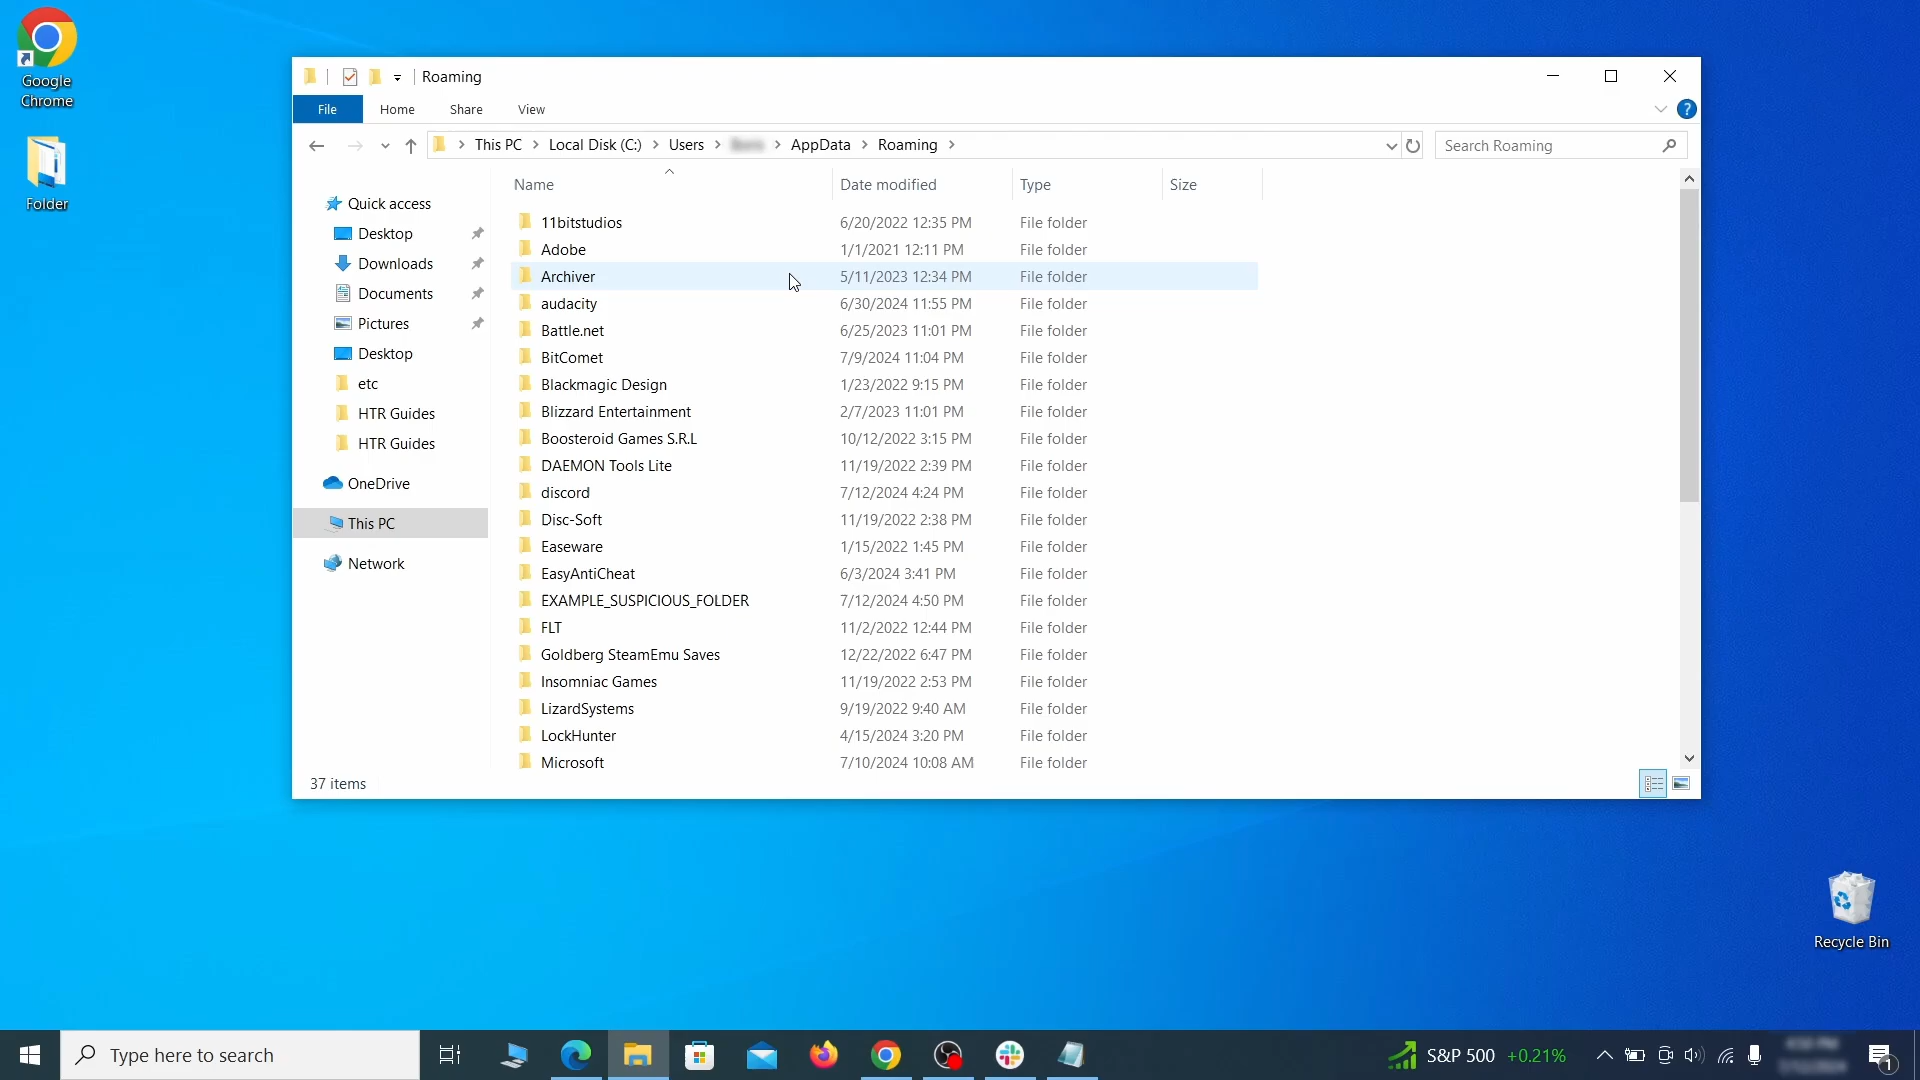 Google
Chrome
Folder
Roaming
File Home Share View
This PC Local Disk (C:) Users AppData Roaming
Search Roaming
Quick access
Desktop
Downloads
Documents
Pictures
Desktop
etc
HTR Guides
HTR Guides
OneDrive
This PC
Network
Name Date modified Type Size
11bitstudios 6/20/2022 12:35 PM File folder
Adobe 1/1/2021 12:11 PM File folder
Archiver 5/11/2023 12:34 PM File folder
audacity 6/30/2024 11:55 PM File folder
Battle.net 6/25/2023 11:01 PM File folder
BitComet 7/9/2024 11:04 PM File folder
Blackmagic Design 1/23/2022 9:15 PM File folder
Blizzard Entertainment 2/7/2023 11:01 PM File folder
Boosteroid Games S.R.L 10/12/2022 3:15 PM File folder
DAEMON Tools Lite 11/19/2022 2:39 PM File folder
discord 7/12/2024 4:24 PM File folder
Disc-Soft 11/19/2022 2:38 PM File folder
Easeware 1/15/2022 1:45 PM File folder
EasyAntiCheat 6/3/2024 3:41 PM File folder
EXAMPLE_SUSPICIOUS_FOLDER 7/12/2024 4:50 PM File folder
FLT 11/2/2022 12:44 PM File folder
Goldberg SteamEmu Saves 12/22/2022 6:47 PM File folder
Insomniac Games 11/19/2022 2:53 PM File folder
LizardSystems 9/19/2022 9:40 AM File folder
LockHunter 4/15/2024 3:20 PM File folder
Microsoft 7/10/2024 10:08 AM File folder
37 items
Recycle Bin
Type here to search
S&P 500 +0.21%
1